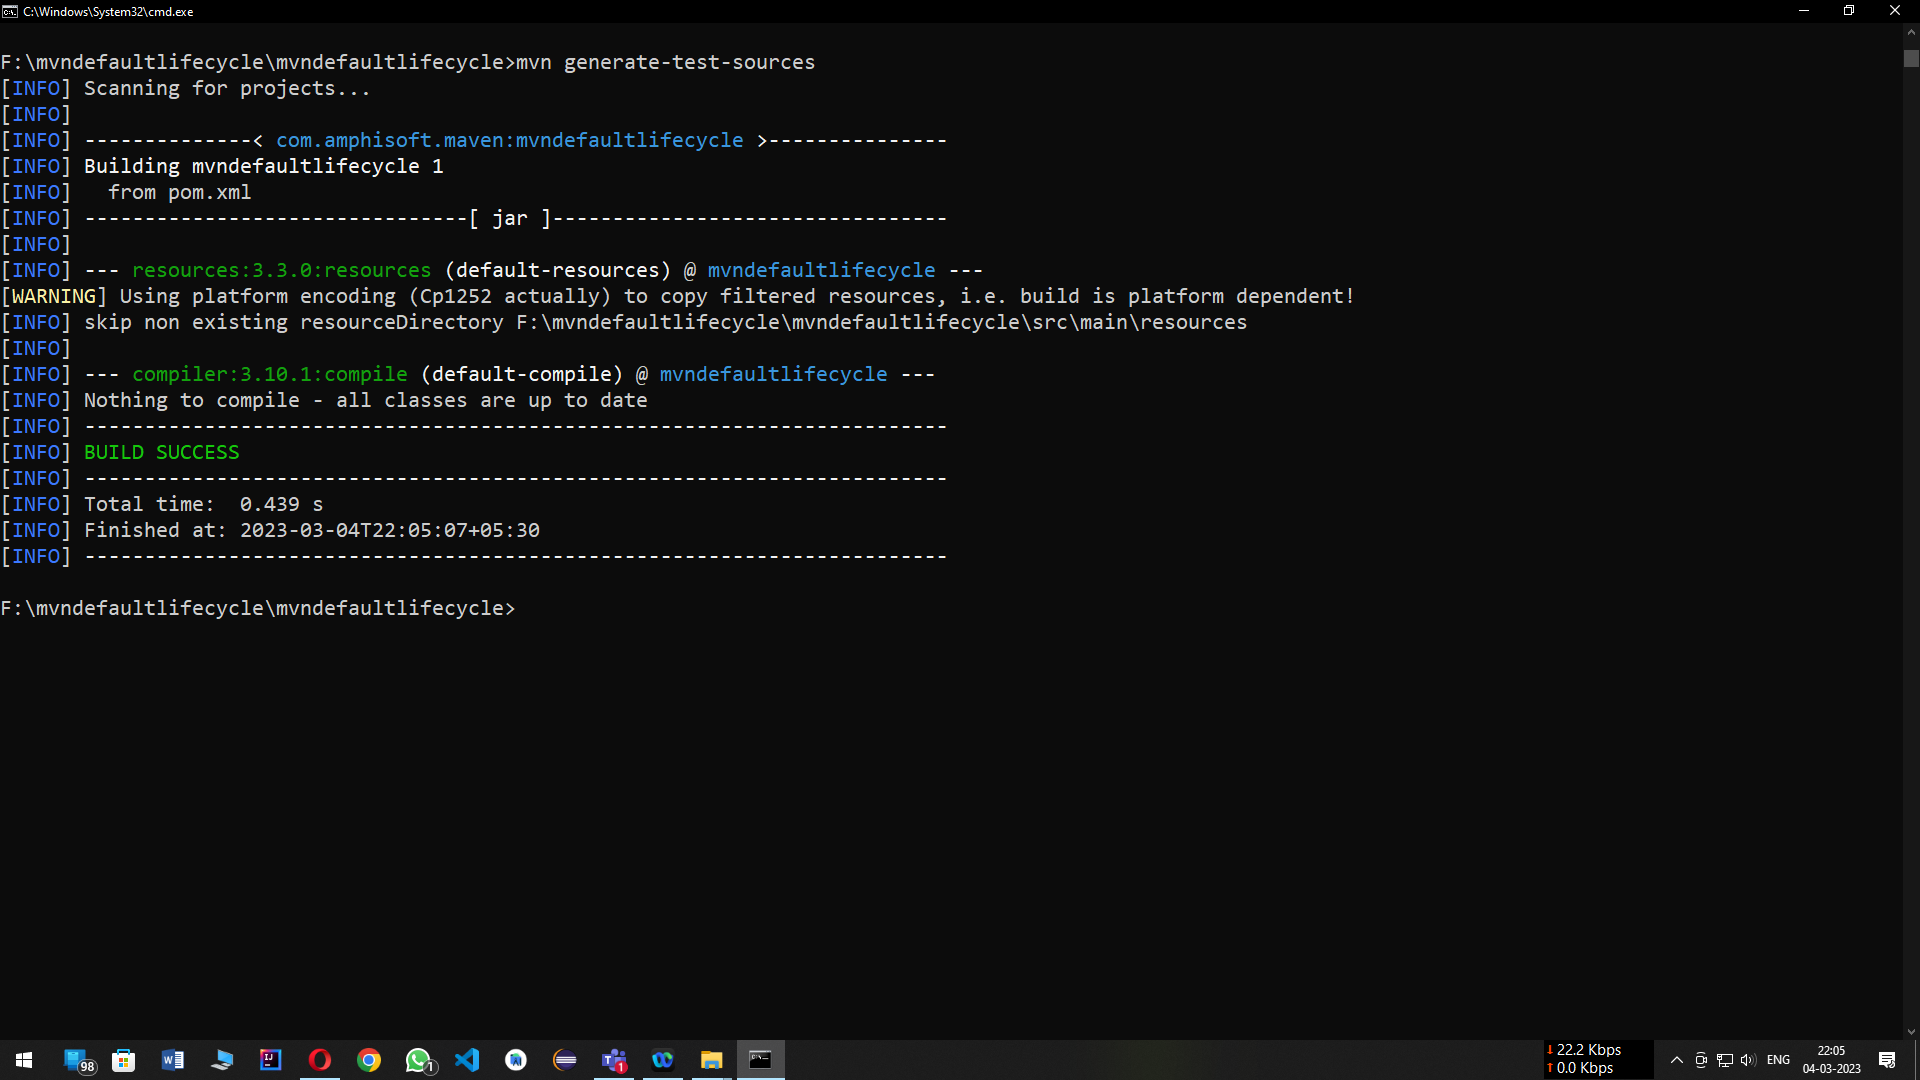 C:\Windows\System32\cmd.exe
F:\mvndefaultlifecycle\mvndefaultlifecycle>mvn generate-test-sources
[INFO] Scanning for projects...
[INFO]
[INFO] --------------< com.amphisoft.maven:mvndefaultlifecycle >---------------
[INFO] Building mvndefaultlifecycle 1
[INFO]   from pom.xml
[INFO] --------------------------------[ jar ]---------------------------------
[INFO]
[INFO] --- resources:3.3.0:resources (default-resources) @ mvndefaultlifecycle ---
[WARNING] Using platform encoding (Cp1252 actually) to copy filtered resources, i.e. build is platform dependent!
[INFO] skip non existing resourceDirectory F:\mvndefaultlifecycle\mvndefaultlifecycle\src\main\resources
[INFO]
[INFO] --- compiler:3.10.1:compile (default-compile) @ mvndefaultlifecycle ---
[INFO] Nothing to compile - all classes are up to date
[INFO] ------------------------------------------------------------------------
[INFO] BUILD SUCCESS
[INFO] ------------------------------------------------------------------------
[INFO] Total time:  0.439 s
[INFO] Finished at: 2023-03-04T22:05:07+05:30
[INFO] ------------------------------------------------------------------------
F:\mvndefaultlifecycle\mvndefaultlifecycle>
98
1
1
↓ 22.2 Kbps
↑ 0.0 Kbps
ENG
22:05
04-03-2023